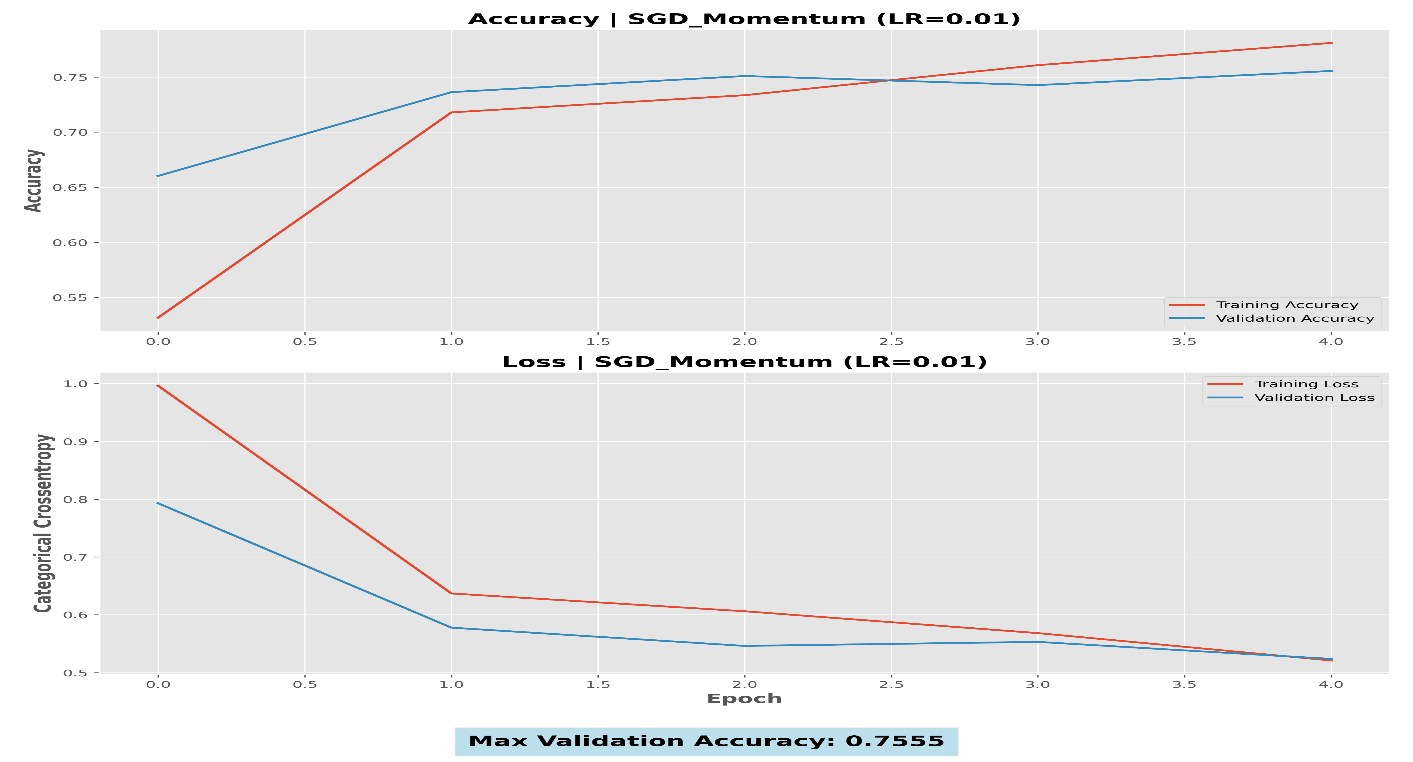 Accuracy | SGD_Momentum (LR=0.01)
Accuracy
0.75
0.70
0.65
0.60
0.55
Training Accuracy
Validation Accuracy
0.0 0.5 1.0 1.5 2.0 2.5 3.0 3.5 4.0
Loss | SGD_Momentum (LR=0.01)
Categorical Crossentropy
1.0
0.9
0.8
0.7
0.6
0.5
Training Loss
Validation Loss
0.0 0.5 1.0 1.5 2.0 2.5 3.0 3.5 4.0
Epoch
Max Validation Accuracy: 0.7555